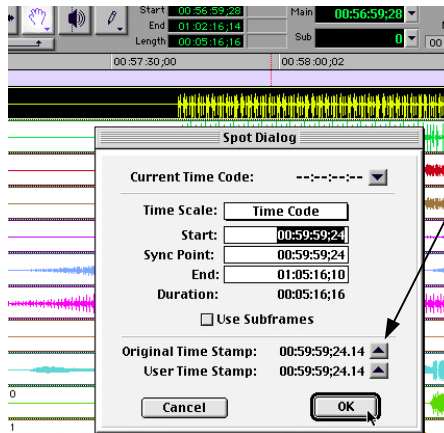 Start 00:56:59;28 Main 00:56:59;28
End 01:02:16;14
Length 00:05:16;16 Sub 0
00
00:57:30;00 00:58:00;02
Spot Dialog
Current Time Code: --:--:--:--
Time Scale: Time Code
Start: 00:59:59;24
Sync Point: 00:59:59;24
End: 01:05:16;10
Duration: 00:05:16;16
Use Subframes
Original Time Stamp: 00:59:59;24.14
User Time Stamp: 00:59:59;24.14
0
Cancel OK
1